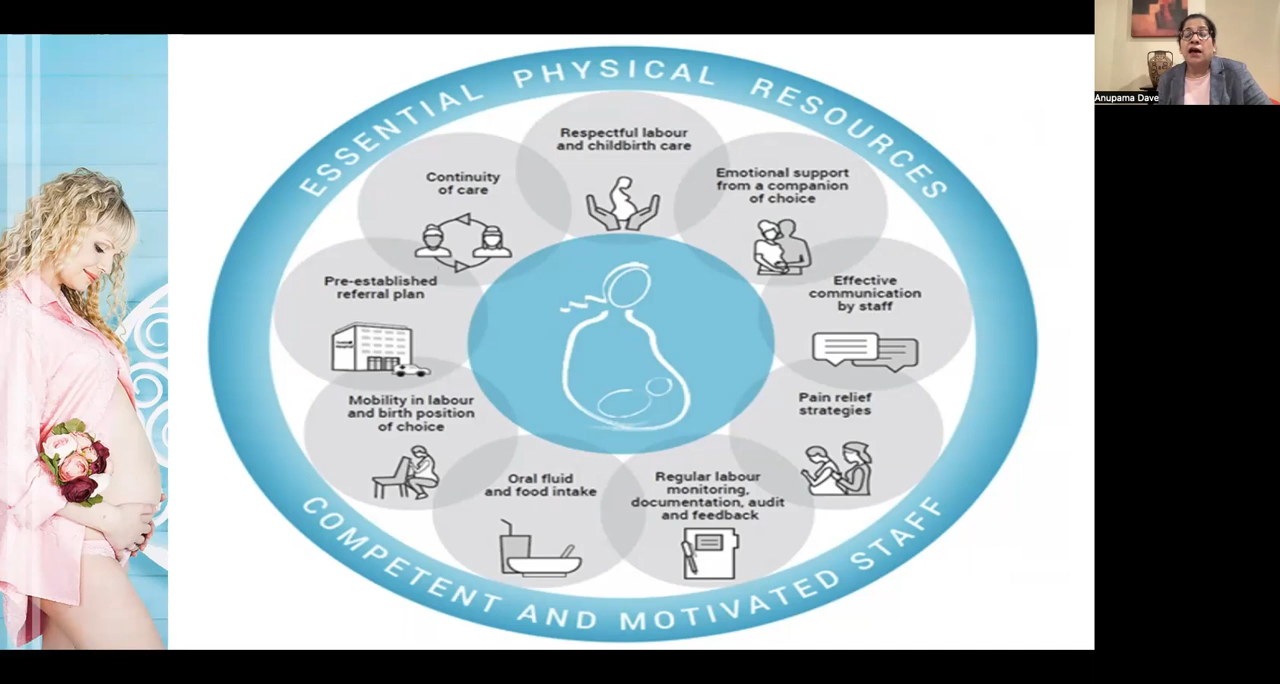 ESSENTIAL PHYSICAL RESOURCES
Respectful labour
and childbirth care
Emotional support
from a companion
of choice
Effective
communication
by staff
Pain relief
strategies
Regular labour
monitoring,
documentation, audit
and feedback
Oral fluid
and food intake
Mobility in labour
and birth position
of choice
Pre-established
referral plan
Continuity
of care
COMPETENT AND MOTIVATED STAFF
Anupama Dave